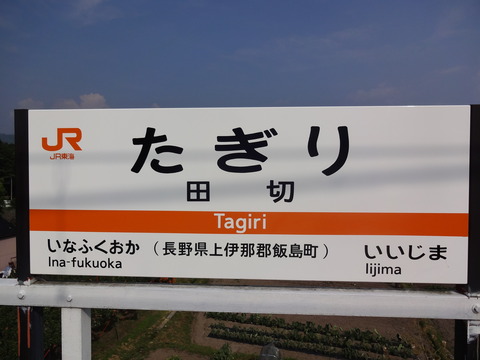 JR
JR東海
たぎり
田 切
Tagiri
いなふくおか (長野県上伊那郡飯島町) いいじま
Ina-fukuoka Iijima